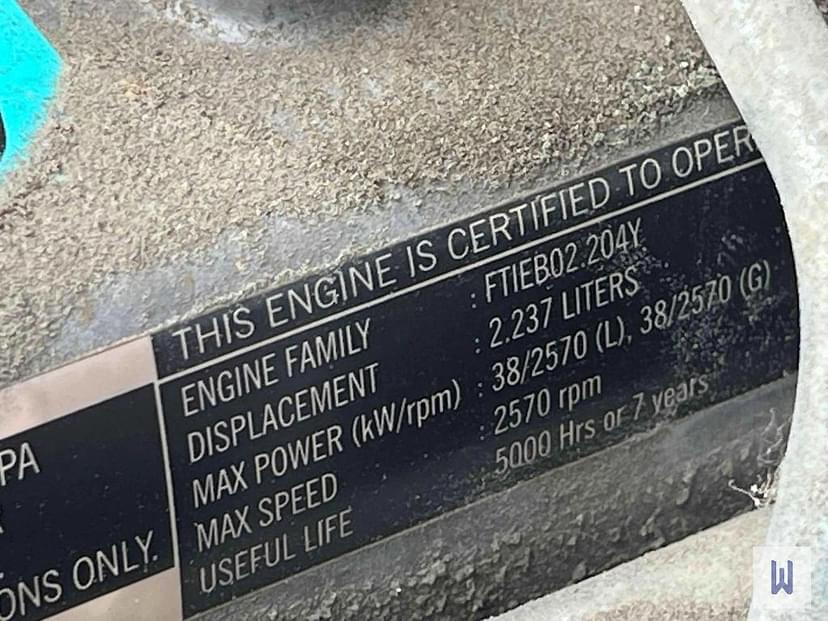 THIS ENGINE IS CERTIFIED TO OPER
ENGINE FAMILY : FTIEB02.204Y
DISPLACEMENT : 2.237 LITERS
MAX POWER (kW/rpm) : 38/2570 (L), 38/2570 (G)
MAX SPEED : 2570 rpm
USEFUL LIFE : 5000 Hrs or 7 years
PA
ONS ONLY.
W